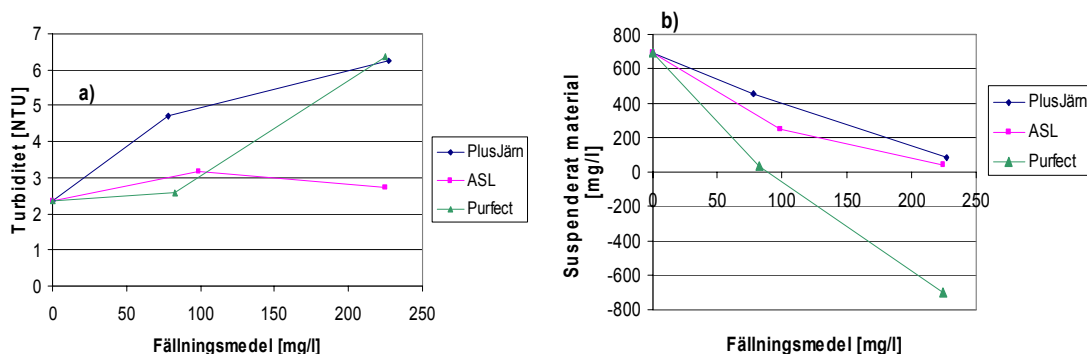 a)
Turbiditet [NTU]
7
6
5
4
3
2
1
0
0 50 100 150 200 250
Fällningsmedel [mg/l]
PlusJärn
ASL
Purfect
b)
Suspenderat material
[mg/l]
800
600
400
200
0
-200
-400
-600
-800
0 50 100 150 200 250
Fällningsmedel [mg/l]
PlusJärn
ASL
Purfect